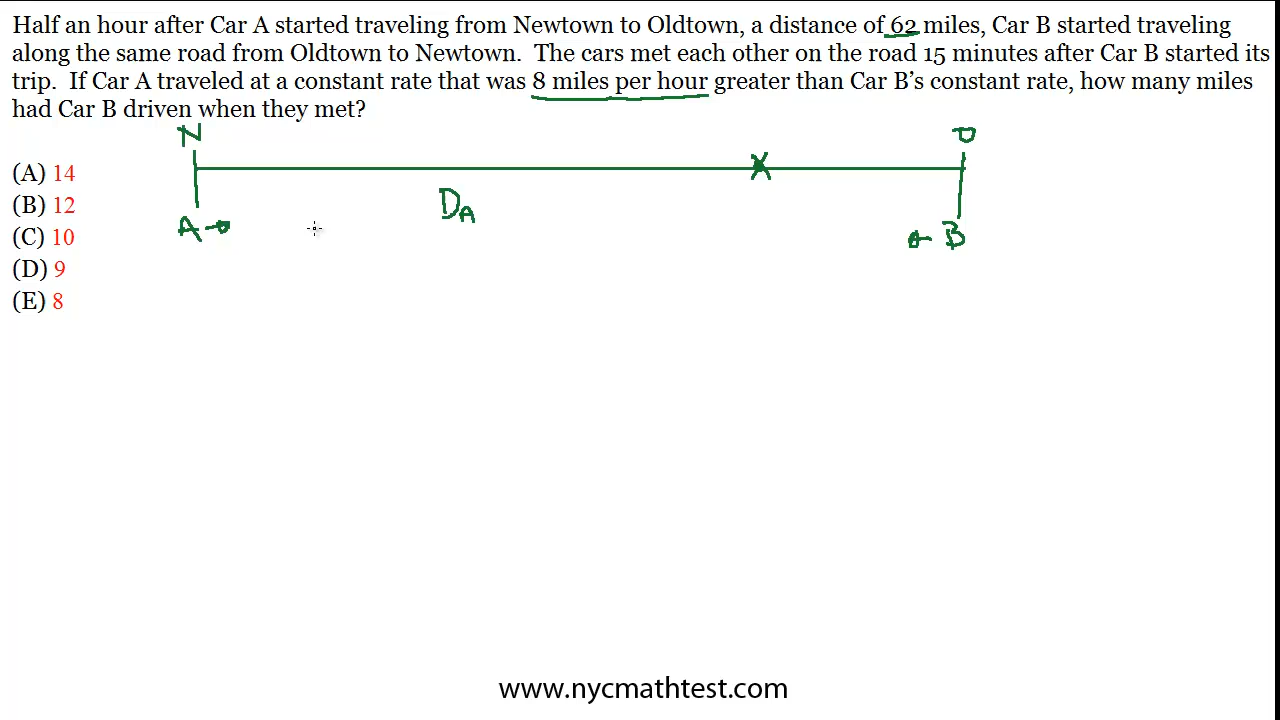 Half an hour after Car A started traveling from Newtown to Oldtown, a distance of 62 miles, Car B started traveling
along the same road from Oldtown to Newtown.  The cars met each other on the road 15 minutes after Car B started its
trip.  If Car A traveled at a constant rate that was 8 miles per hour greater than Car B’s constant rate, how many miles
had Car B driven when they met?
N O
(A) 14
X
(B) 12
D_A
(C) 10
A B
(D) 9
(E) 8
www.nycmathtest.com